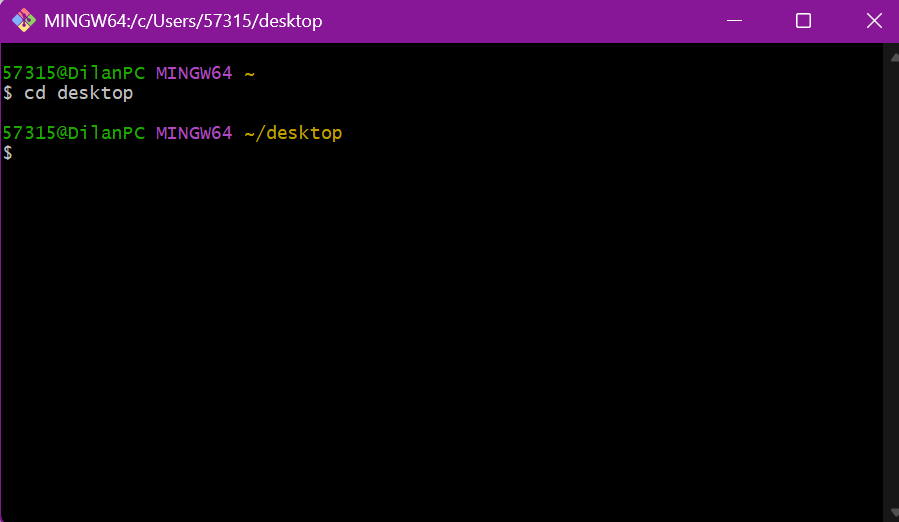 MINGW64:/c/Users/57315/desktop
57315@DilanPC MINGW64 ~
$ cd desktop
57315@DilanPC MINGW64 ~/desktop
$